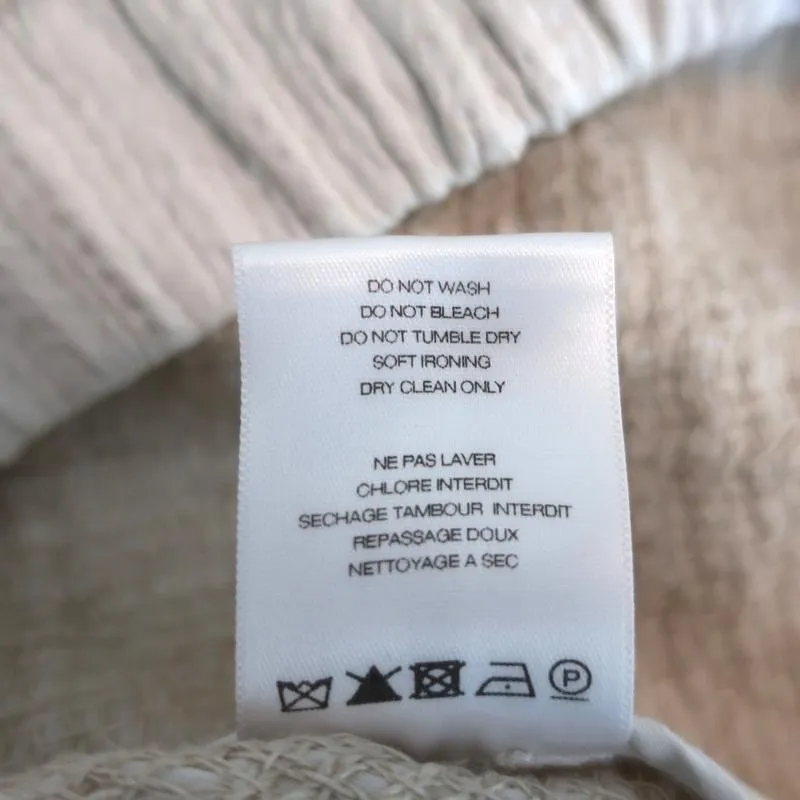 DO NOT WASH
DO NOT BLEACH
DO NOT TUMBLE DRY
SOFT IRONING
DRY CLEAN ONLY
NE PAS LAVER
CHLORE INTERDIT
SECHAGE TAMBOUR INTERDIT
REPASSAGE DOUX
NETTOYAGE A SEC
P